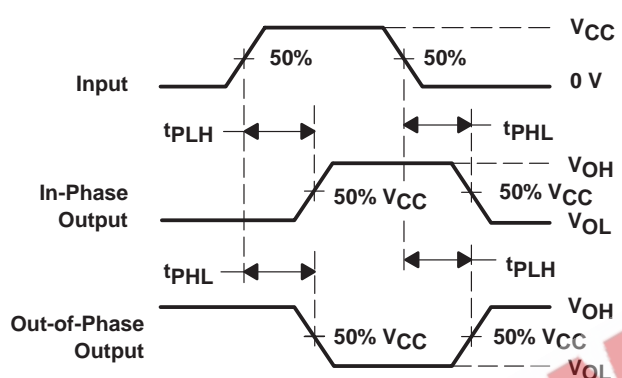 VCC
50%
50%
Input
0 V
tPLH
tPHL
VOH
In-Phase
Output
50% VCC
50% VCC
VOL
tPHL
tPLH
VOH
Out-of-Phase
Output
50% VCC
50% VCC
VOL